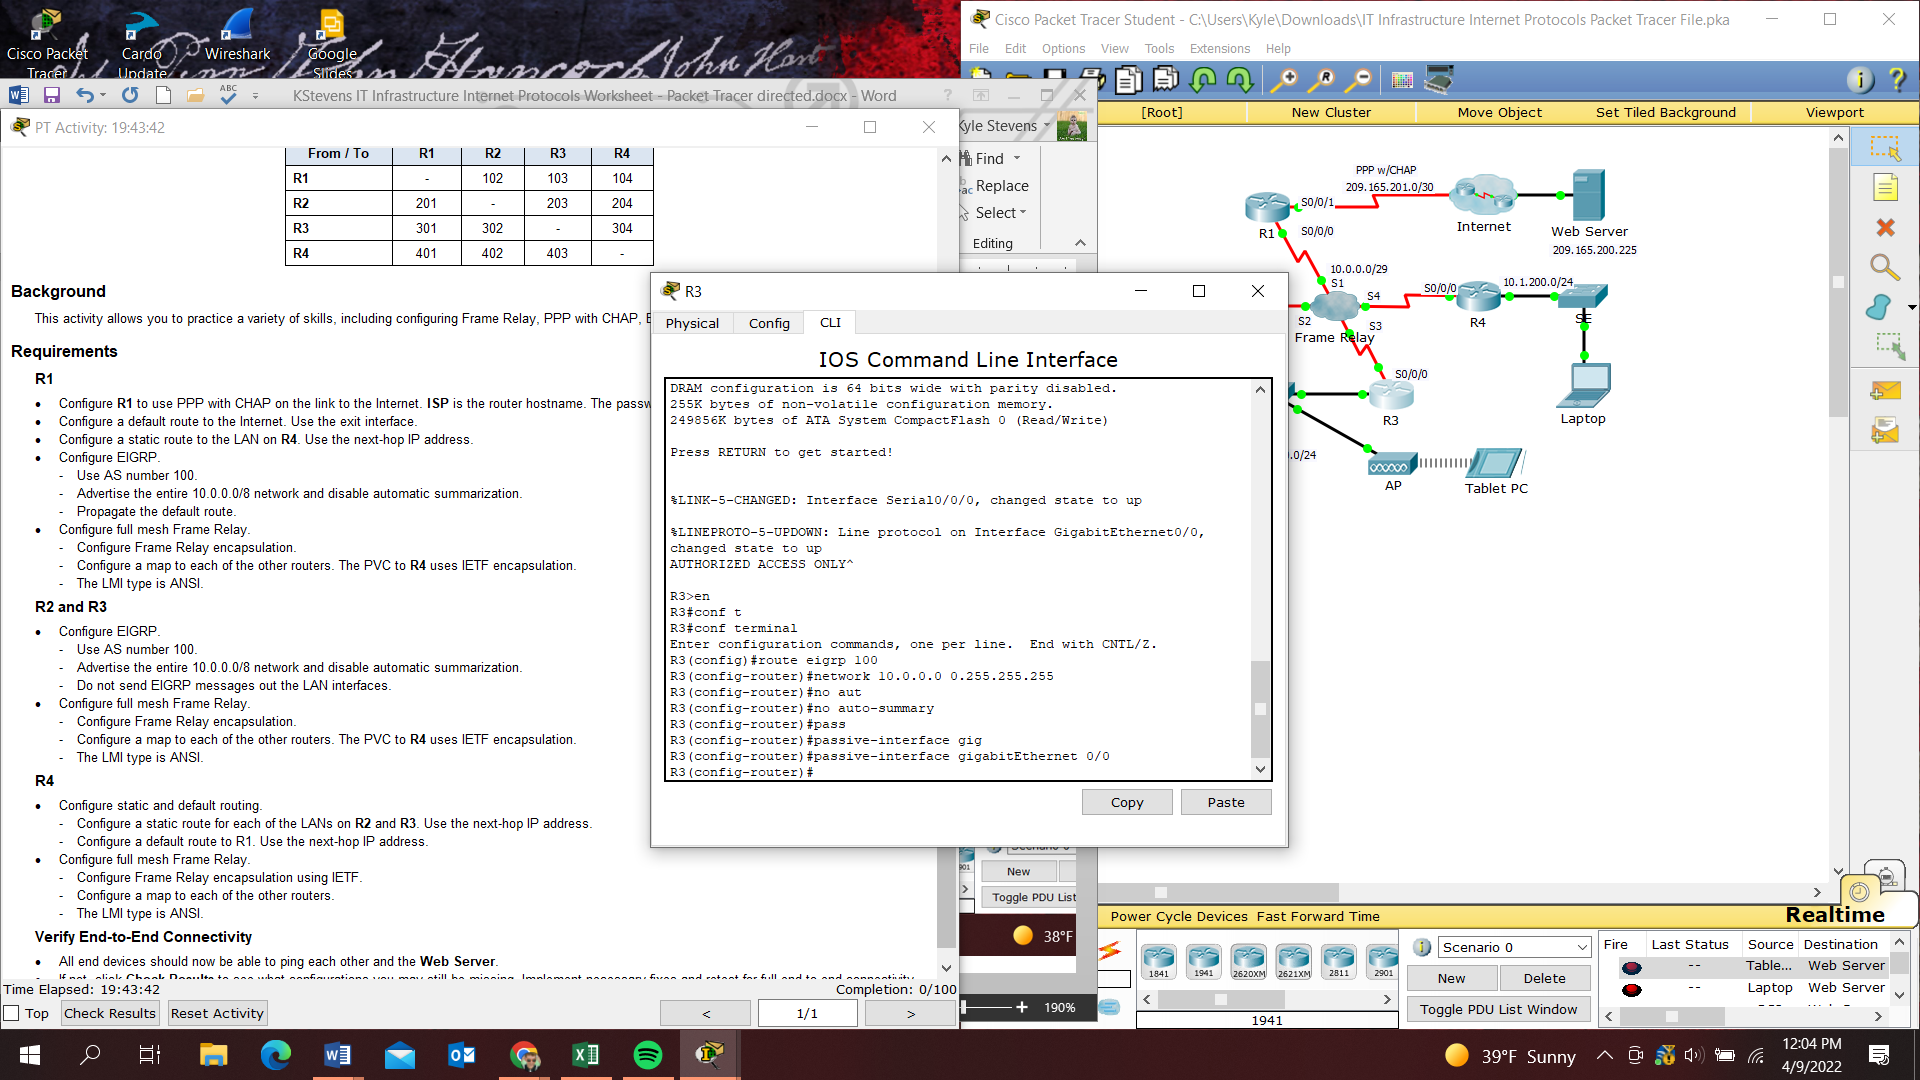 Cisco Packet Tracer
Cardo Update
Wireshark
Google Slides
KStevens IT Infrastructure Internet Protocols Worksheet - Packet Tracer directed.docx - Word
Kyle Stevens
Find
Replace
Select
Editing
PT Activity: 19:43:42
From / To R1 R2 R3 R4
R1 - 102 103 104
R2 201 - 203 204
R3 301 302 - 304
R4 401 402 403 -
Background
This activity allows you to practice a variety of skills, including configuring Frame Relay, PPP with CHAP, E
Requirements
R1
• Configure R1 to use PPP with CHAP on the link to the Internet. ISP is the router hostname. The passw
• Configure a default route to the Internet. Use the exit interface.
• Configure a static route to the LAN on R4. Use the next-hop IP address.
• Configure EIGRP.
- Use AS number 100.
- Advertise the entire 10.0.0.0/8 network and disable automatic summarization.
- Propagate the default route.
• Configure full mesh Frame Relay.
- Configure Frame Relay encapsulation.
- Configure a map to each of the other routers. The PVC to R4 uses IETF encapsulation.
- The LMI type is ANSI.
R2 and R3
• Configure EIGRP.
- Use AS number 100.
- Advertise the entire 10.0.0.0/8 network and disable automatic summarization.
- Do not send EIGRP messages out the LAN interfaces.
• Configure full mesh Frame Relay.
- Configure Frame Relay encapsulation.
- Configure a map to each of the other routers. The PVC to R4 uses IETF encapsulation.
- The LMI type is ANSI.
R4
• Configure static and default routing.
- Configure a static route for each of the LANs on R2 and R3. Use the next-hop IP address.
- Configure a default route to R1. Use the next-hop IP address.
• Configure full mesh Frame Relay.
- Configure Frame Relay encapsulation using IETF.
- Configure a map to each of the other routers.
- The LMI type is ANSI.
Verify End-to-End Connectivity
• All end devices should now be able to ping each other and the Web Server.
• If not, click Check Results to see what configurations you may still be missing. Implement necessary fixes and retest for full end-to-end connectivity.
Time Elapsed: 19:43:42
Completion: 0/100
Top
Check Results
Reset Activity
<
1/1
>
R3
Physical
Config
CLI
IOS Command Line Interface
DRAM configuration is 64 bits wide with parity disabled.
255K bytes of non-volatile configuration memory.
249856K bytes of ATA System CompactFlash 0 (Read/Write)
Press RETURN to get started!
%LINK-5-CHANGED: Interface Serial0/0/0, changed state to up
%LINEPROTO-5-UPDOWN: Line protocol on Interface GigabitEthernet0/0,
changed state to up
AUTHORIZED ACCESS ONLY^
R3>en
R3#conf t
R3#conf terminal
Enter configuration commands, one per line.  End with CNTL/Z.
R3(config)#route eigrp 100
R3(config-router)#network 10.0.0.0 0.255.255.255
R3(config-router)#no aut
R3(config-router)#no auto-summary
R3(config-router)#pass
R3(config-router)#passive-interface gig
R3(config-router)#passive-interface gigabitEthernet 0/0
R3(config-router)#
Copy
Paste
New
Toggle PDU List
38°F
190%
Cisco Packet Tracer Student - C:\Users\Kyle\Downloads\IT Infrastructure Internet Protocols Packet Tracer File.pka
File Edit Options View Tools Extensions Help
[Root]
New Cluster
Move Object
Set Tiled Background
Viewport
PPP w/CHAP
209.165.201.0/30
S0/0/1
R1
S0/0/0
Internet
Web Server
209.165.200.225
10.0.0.0/29
S1
S4
S2
S3
Frame Relay
S0/0/0
R4
10.1.200.0/24
SE
Laptop
S0/0/0
R3
.0/24
AP
Tablet PC
Power Cycle Devices Fast Forward Time
Realtime
1841
1941
2620XM
2621XM
2811
2901
1941
Scenario 0
New
Delete
Toggle PDU List Window
Fire Last Status Source Destination
-- Table... Web Server
-- Laptop Web Server
39°F Sunny
12:04 PM
4/9/2022